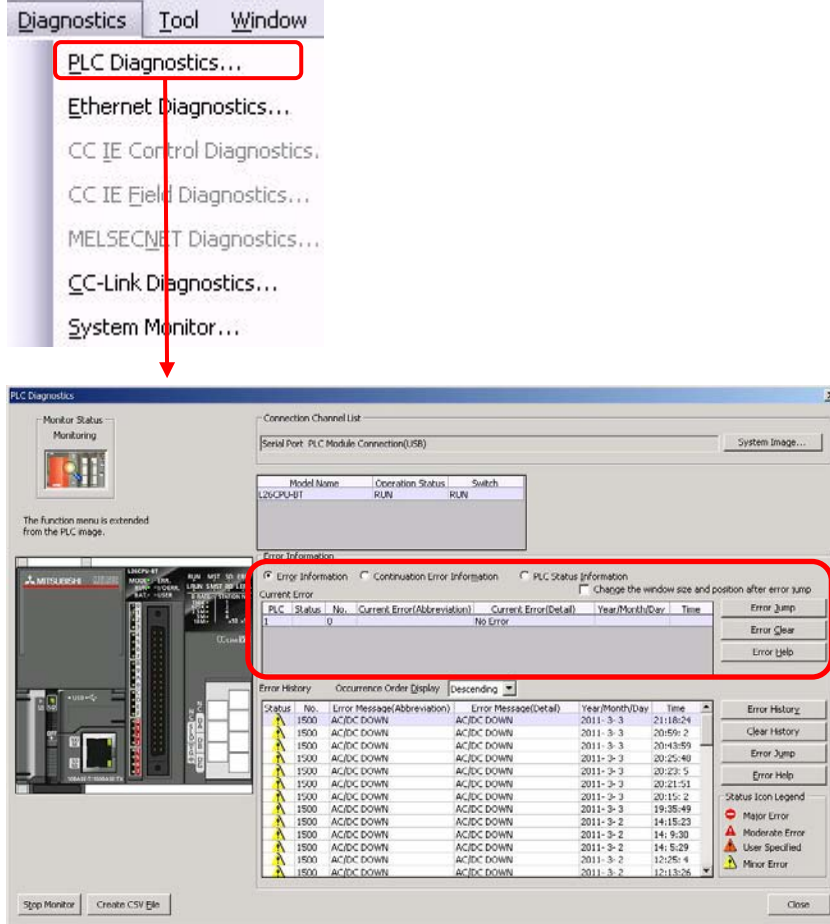 Diagnostics Tool Window
PLC Diagnostics...
Ethernet Diagnostics...
CC IE Control Diagnostics.
CC IE Field Diagnostics...
MELSECNET Diagnostics...
CC-Link Diagnostics...
System Monitor...
PLC Diagnostics
Monitor Status
Monitoring
The function menu is extended
from the PLC image.
MITSUBISHI
L26CPU-BT
Connection Channel List
Serial Port PLC Module Connection(USB)
System Image...
Model Name Operation Status Switch
L26CPU-BT RUN RUN
Error Information
Error Information Continuation Error Information PLC Status Information
Change the window size and position after error jump
Current Error
PLC Status No. Current Error(Abbreviation) Current Error(Detail) Year/Month/Day Time
1 0 No Error
Error Jump
Error Clear
Error Help
Error History Occurrence Order Display Descending
Status No. Error Message(Abbreviation) Error Message(Detail) Year/Month/Day Time
1500 AC/DC DOWN AC/DC DOWN 2011- 3- 3 21:18:24
1500 AC/DC DOWN AC/DC DOWN 2011- 3- 3 20:59: 2
1500 AC/DC DOWN AC/DC DOWN 2011- 3- 3 20:43:59
1500 AC/DC DOWN AC/DC DOWN 2011- 3- 3 20:25:40
1500 AC/DC DOWN AC/DC DOWN 2011- 3- 3 20:23: 5
1500 AC/DC DOWN AC/DC DOWN 2011- 3- 3 20:21:51
1500 AC/DC DOWN AC/DC DOWN 2011- 3- 3 20:15: 2
1500 AC/DC DOWN AC/DC DOWN 2011- 3- 3 19:35:49
1500 AC/DC DOWN AC/DC DOWN 2011- 3- 2 14:15:23
1500 AC/DC DOWN AC/DC DOWN 2011- 3- 2 14: 9:30
1500 AC/DC DOWN AC/DC DOWN 2011- 3- 2 14: 5:29
1500 AC/DC DOWN AC/DC DOWN 2011- 3- 2 12:25: 4
1500 AC/DC DOWN AC/DC DOWN 2011- 3- 2 12:13:26
Error History
Clear History
Error Jump
Error Help
Status Icon Legend
Major Error
Moderate Error
User Specified
Minor Error
Stop Monitor Create CSV File Close